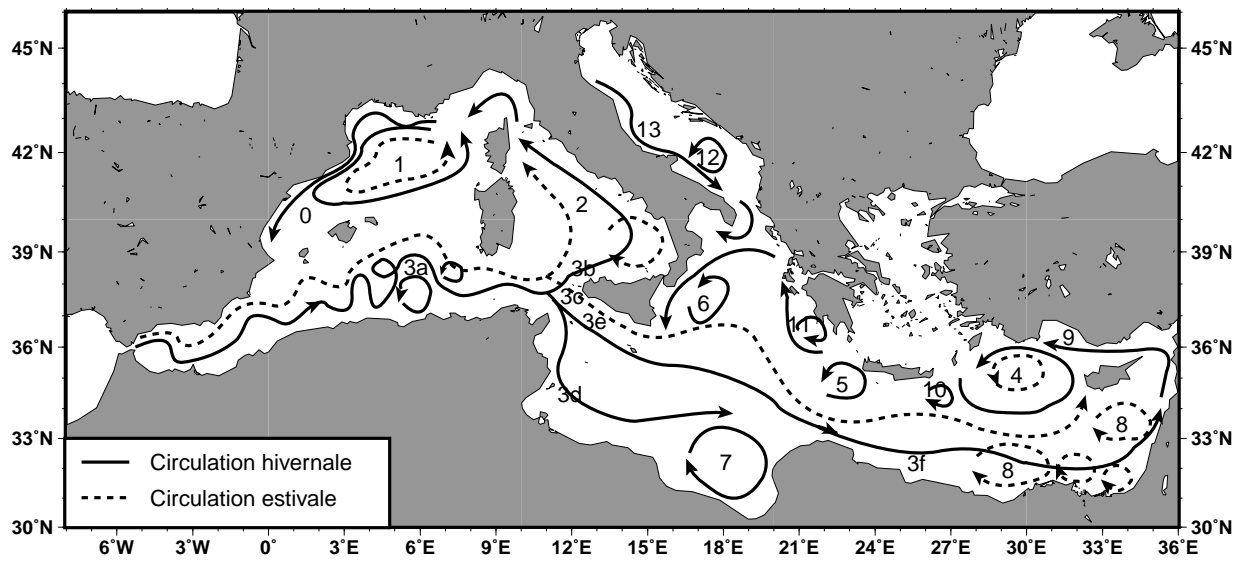 45˚N 45˚N
13
42˚N 12 42˚N
1
0 2
39˚N 39˚N
3a 3b
3c 6
3e 11
36˚N 9 36˚N
5 4
3d 10
8
33˚N 33˚N
7 3f 8
Circulation hivernale
Circulation estivale
30˚N 30˚N
6˚W 3˚W 0˚ 3˚E 6˚E 9˚E 12˚E 15˚E 18˚E 21˚E 24˚E 27˚E 30˚E 33˚E 36˚E